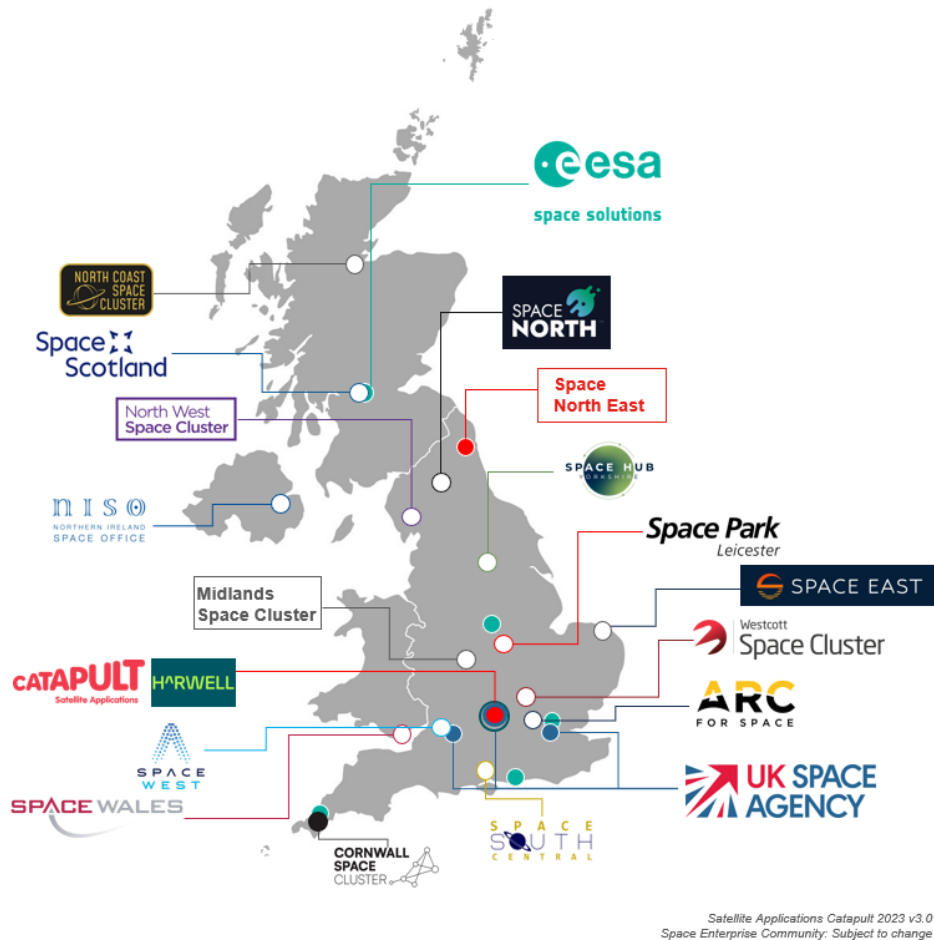 esa
space solutions
NORTH COAST
SPACE
CLUSTER
SPACE
NORTH
Space
Scotland
Space
North East
North West
Space Cluster
SPACE HUB
YORKSHIRE
NISO
NORTHERN IRELAND
SPACE OFFICE
Space Park
Leicester
SPACE EAST
Midlands
Space Cluster
Westcott
Space Cluster
CATAPULT
Satellite Applications
HARWELL
ARC
FOR SPACE
SPACE
WEST
UK SPACE
AGENCY
SPACE WALES
SPACE
SOUTH
CENTRAL
CORNWALL
SPACE
CLUSTER
Satellite Applications Catapult 2023 v3.0
Space Enterprise Community: Subject to change